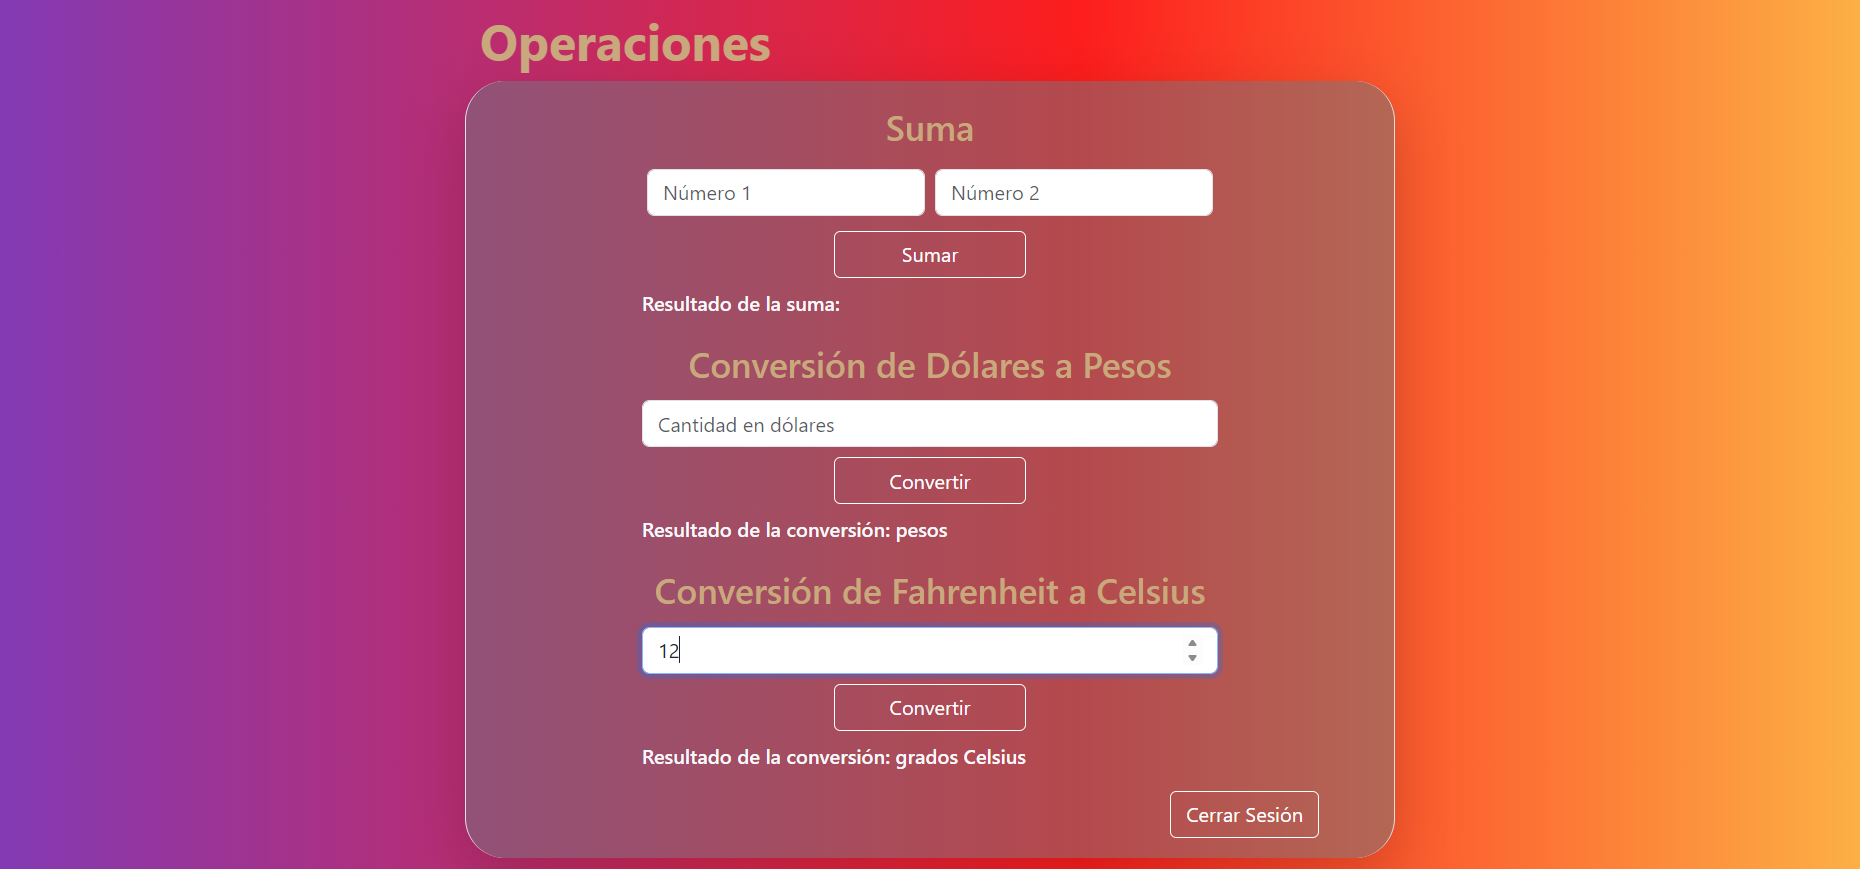 Operaciones
Suma
Número 1 Número 2
Sumar
Resultado de la suma:
Conversión de Dólares a Pesos
Cantidad en dólares
Convertir
Resultado de la conversión: pesos
Conversión de Fahrenheit a Celsius
12
Convertir
Resultado de la conversión: grados Celsius
Cerrar Sesión